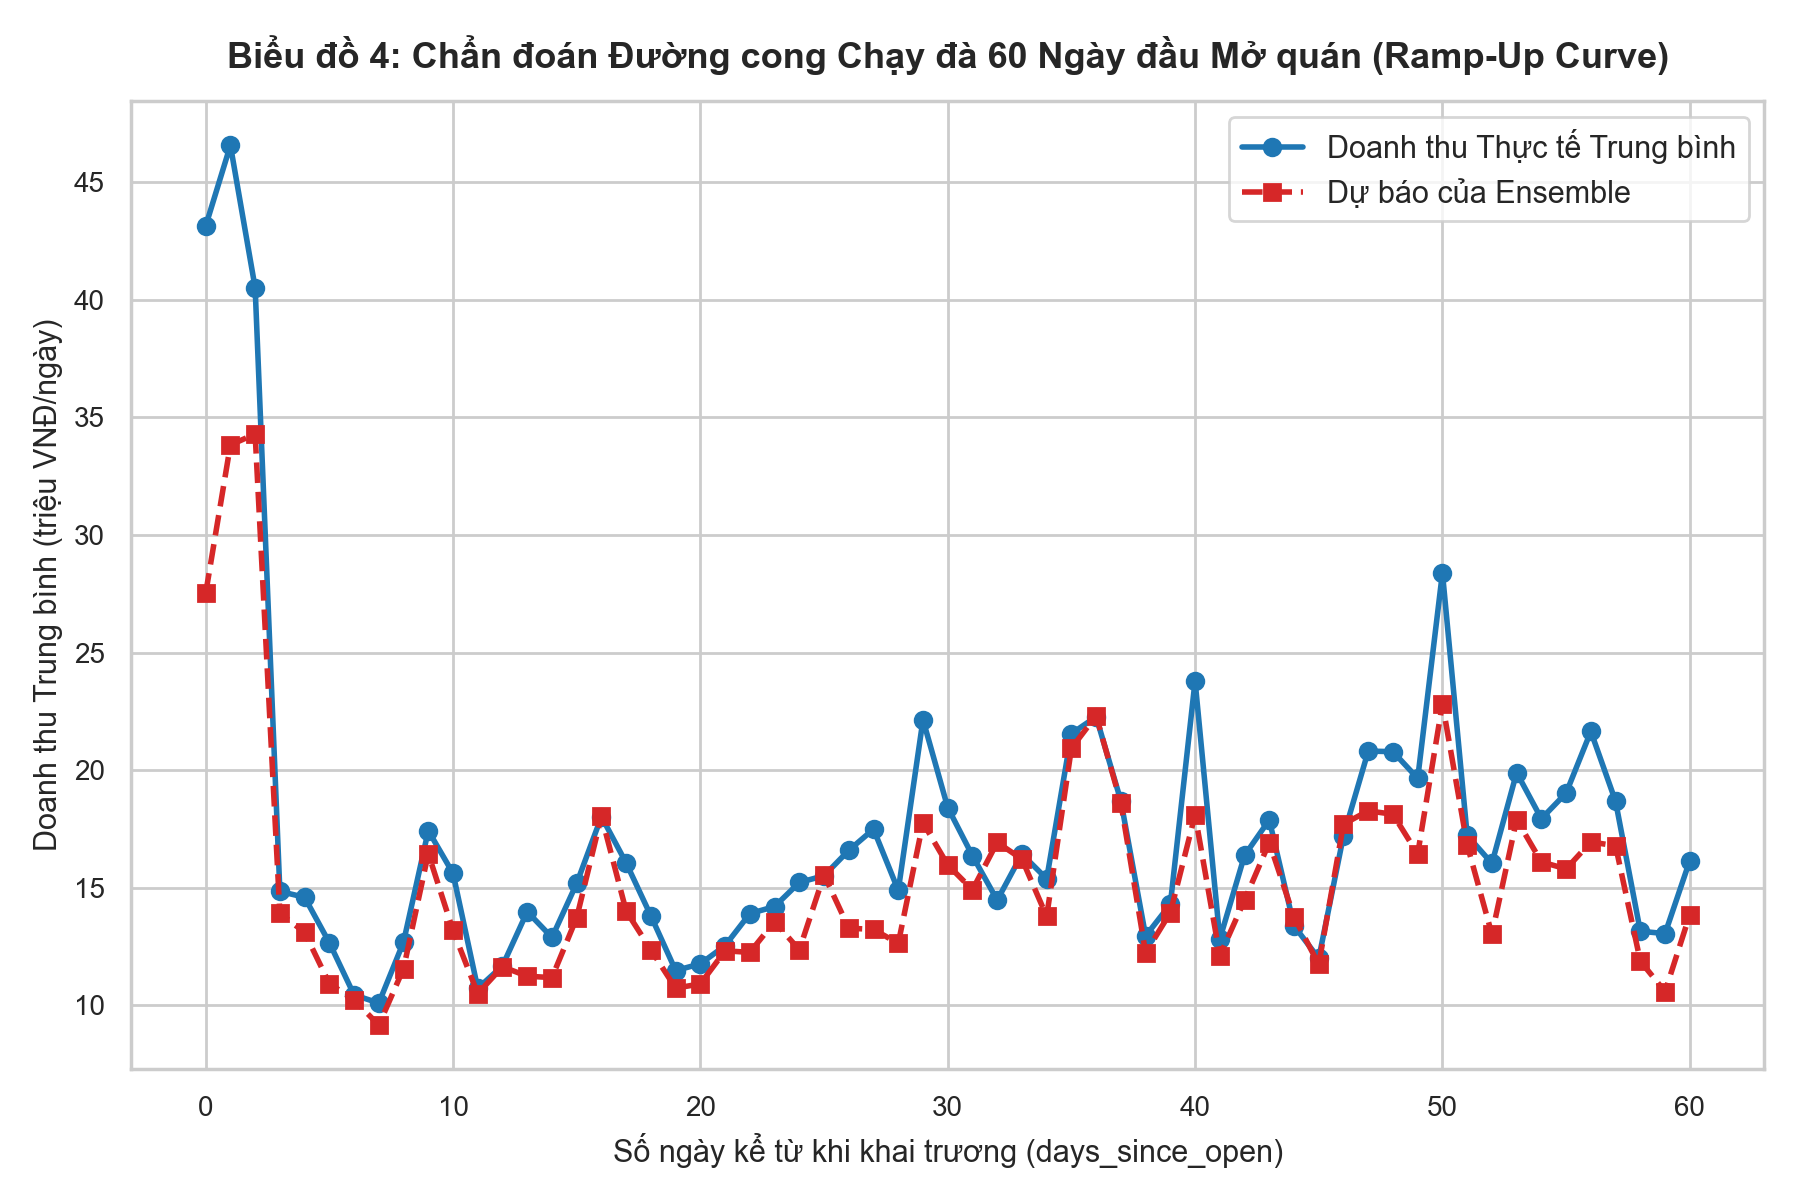 Biểu đồ 4: Chẩn đoán Đường cong Chạy đà 60 Ngày đầu Mở quán (Ramp-Up Curve)
Doanh thu Thực tế Trung bình
Dự báo của Ensemble
Doanh thu Trung bình (triệu VNĐ/ngày)
45
40
35
30
25
20
15
10
0 10 20 30 40 50 60
Số ngày kể từ khi khai trương (days_since_open)